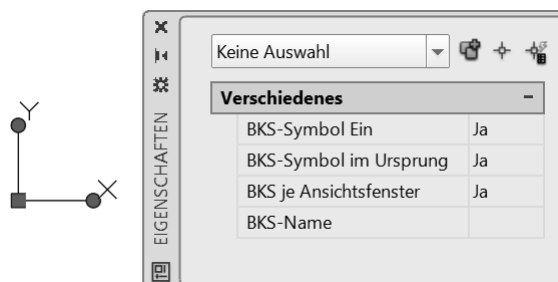 Y
X
EIGENSCHAFTEN
Keine Auswahl
Verschiedenes
BKS-Symbol Ein Ja
BKS-Symbol im Ursprung Ja
BKS je Ansichtsfenster Ja
BKS-Name